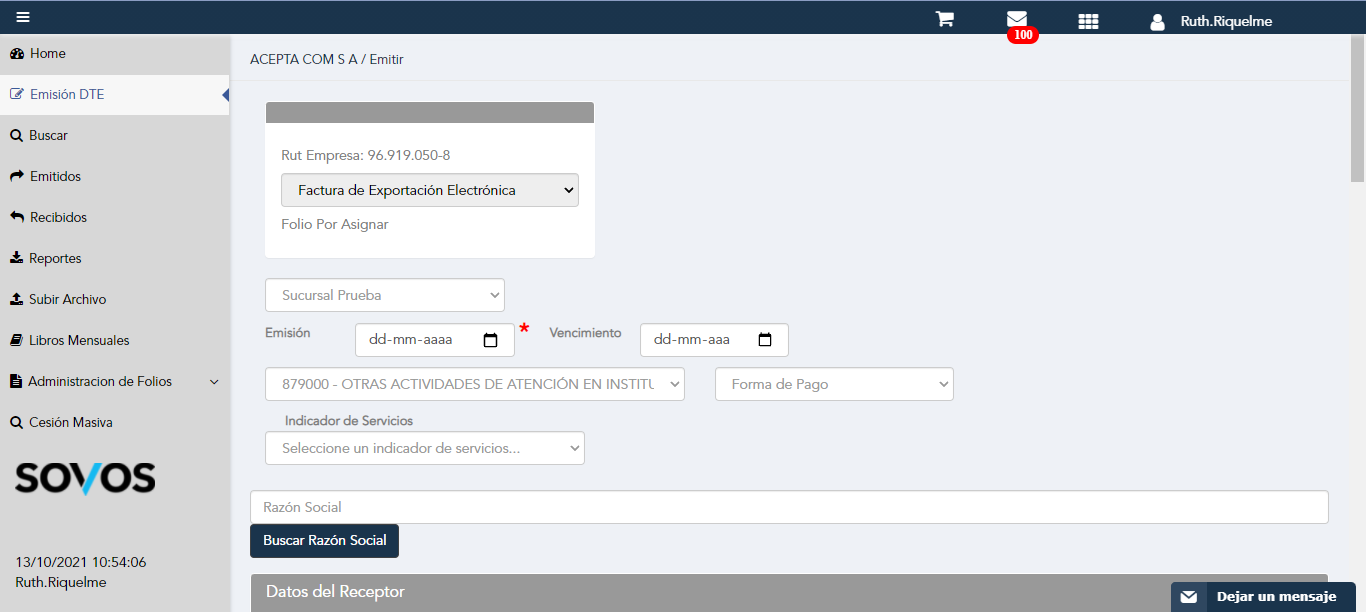 100
Ruth.Riquelme
Home
Emisión DTE
Buscar
Emitidos
Recibidos
Reportes
Subir Archivo
Libros Mensuales
Administracion de Folios
Cesión Masiva
SOVOS
13/10/2021 10:54:06
Ruth.Riquelme
ACEPTA COM S A / Emitir
Rut Empresa: 96.919.050-8
Factura de Exportación Electrónica
Folio Por Asignar
Sucursal Prueba
Emisión dd-mm-aaaa * Vencimiento dd-mm-aaa
879000 - OTRAS ACTIVIDADES DE ATENCIÓN EN INSTITU Forma de Pago
Indicador de Servicios
Seleccione un indicador de servicios...
Razón Social
Buscar Razón Social
Datos del Receptor
Dejar un mensaje